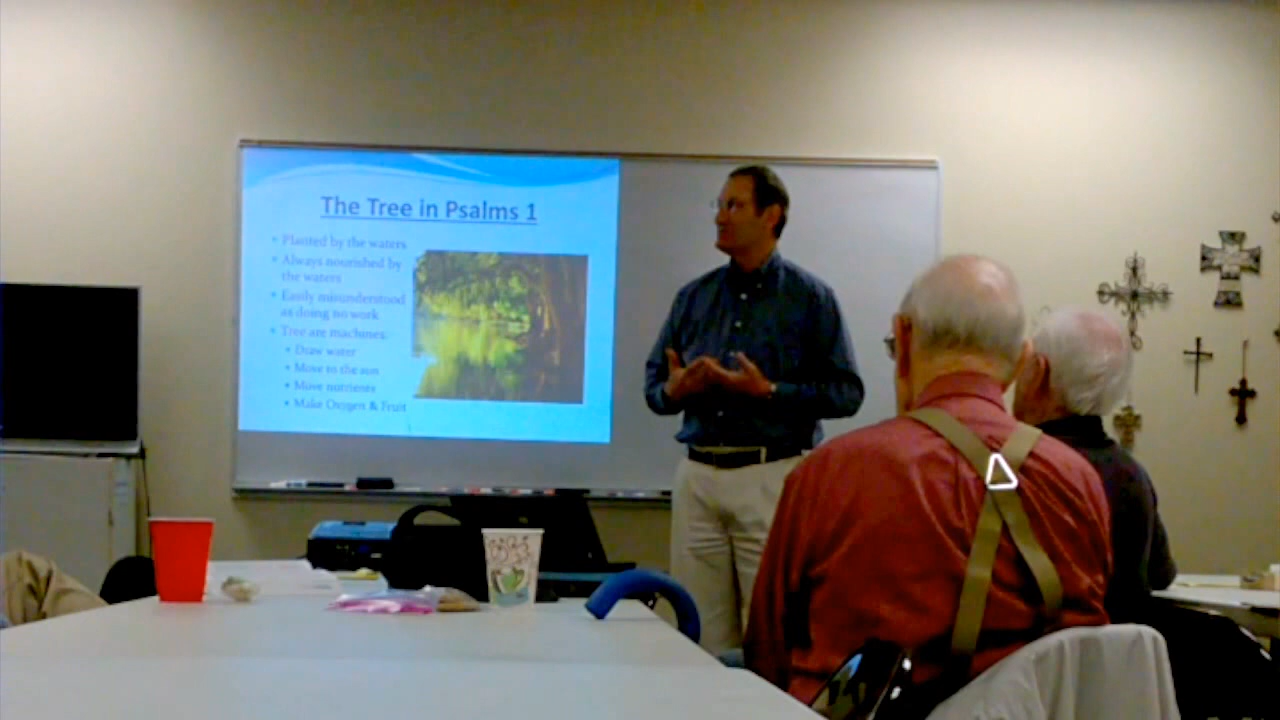 The Tree in Psalms 1
• Planted by the waters
• Always nourished by
the waters
• Easily misunderstood
as doing no work
• Tree are machines:
• Draw water
• Move to the sun
• Move nutrients
• Make Oxygen & Fruit